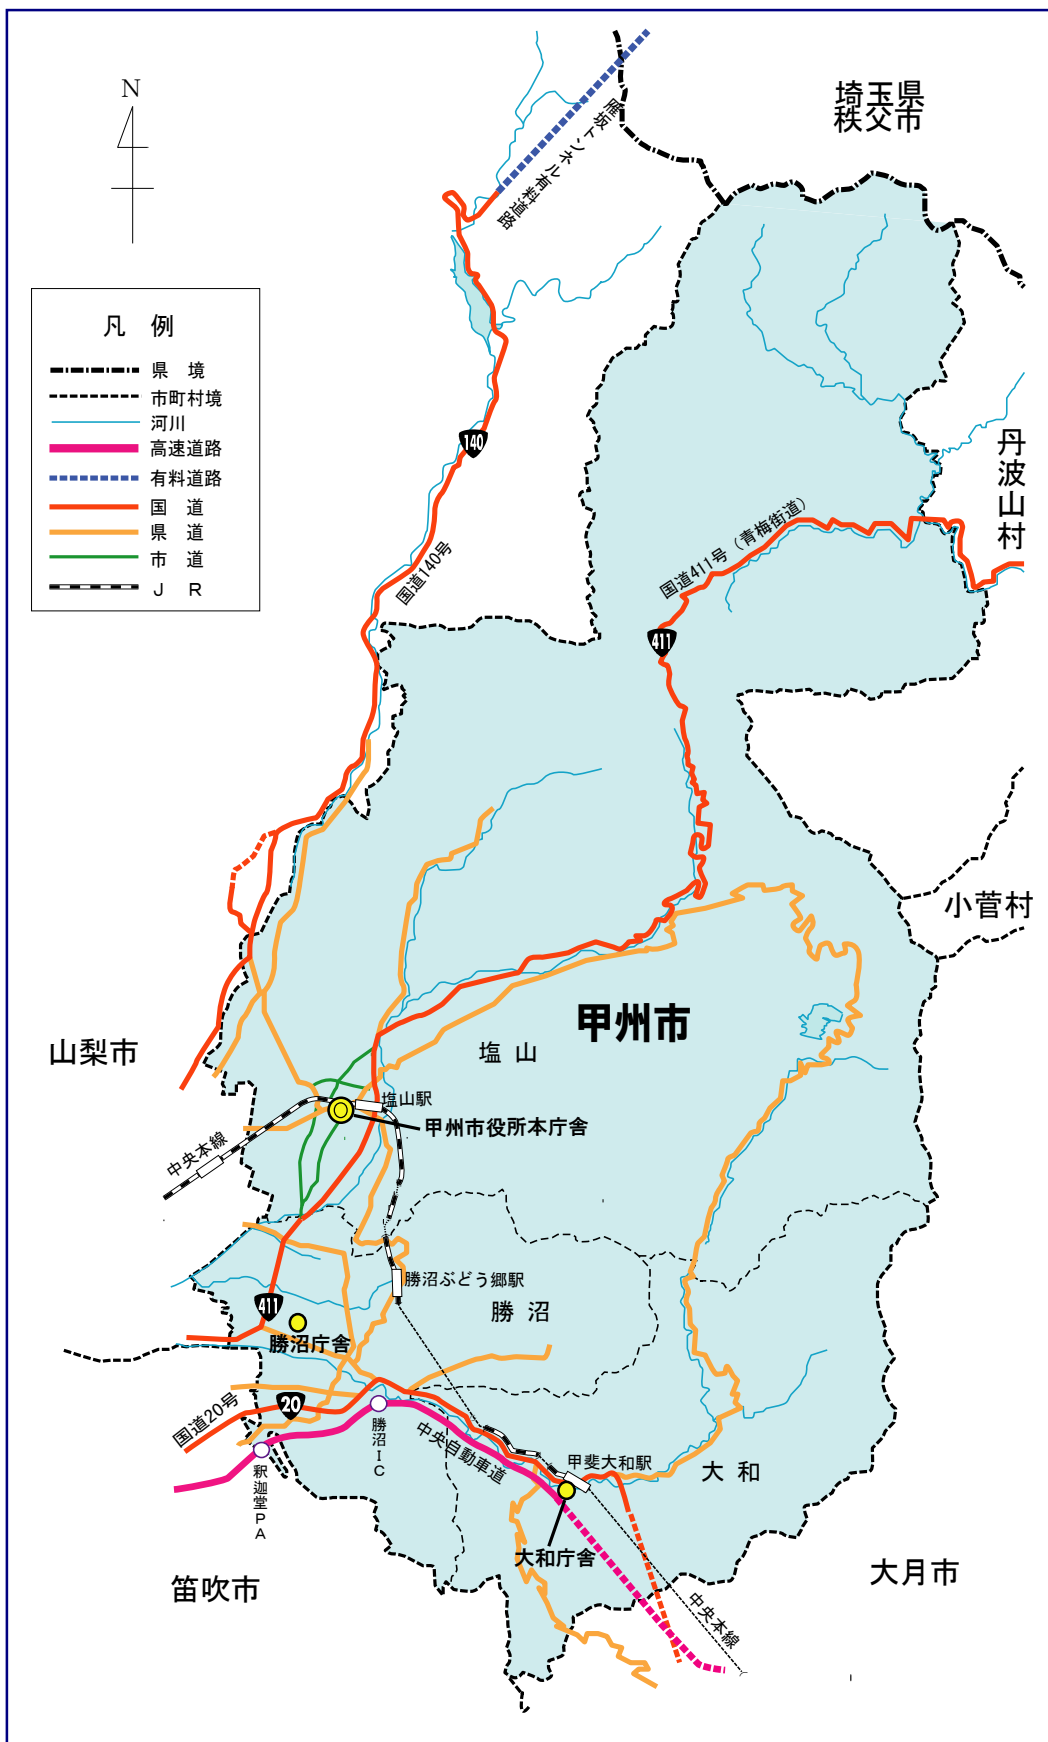 埼玉県
秩父市
N
雁坂トンネル有料道路
凡 例
県 境
市町村境
河川
高速道路
有料道路
国 道
県 道
市 道
J R
140
国道140号
丹波山村
国道411号（青梅街道）
411
小菅村
甲州市
塩 山
山梨市
塩山駅
甲州市役所本庁舎
中央本線
勝沼ぶどう郷駅
勝 沼
411
勝沼庁舎
国道20号
20
勝沼IC
中央自動車道
甲斐大和駅
大 和
釈迦堂PA
大和庁舎
大月市
笛吹市
中央本線